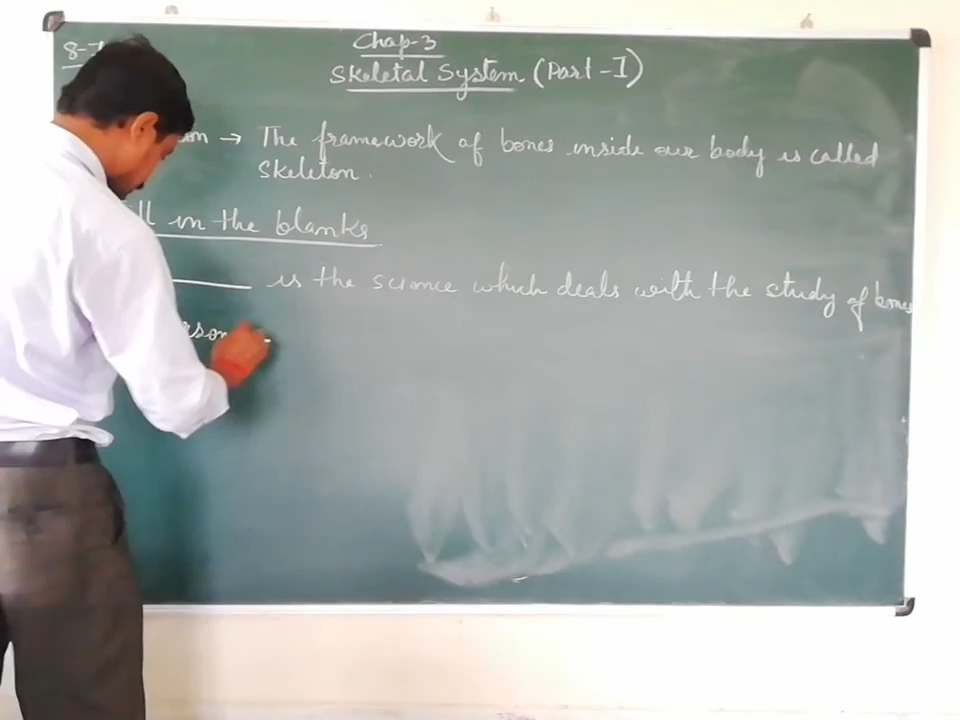 Chap-3
Skeletal System (Part-I)
→ The framework of bones inside our body is called
Skeleton.
in the blanks
is the science which deals with the study of bones